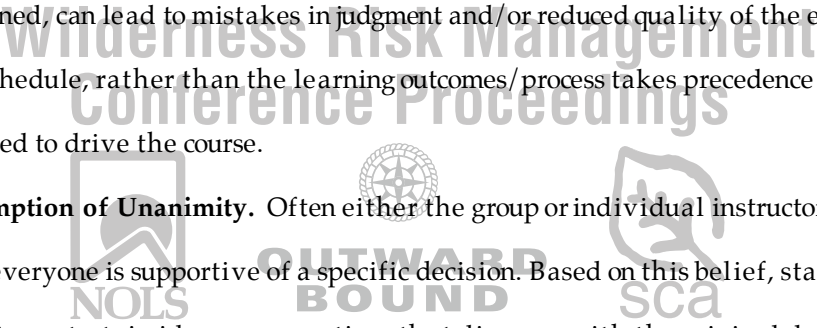 ned, can lead to mistakes in judgment and/or reduced quality of the e
Wilderness Risk Management
hedule, rather than the learning outcomes/process takes precedence
Conference Proceedings
ed to drive the course.
mption of Unanimity. Often either the group or individual instructo
OUTWARD
everyone is supportive of a specific decision. Based on this belief, sta
NOLS BOUND sca